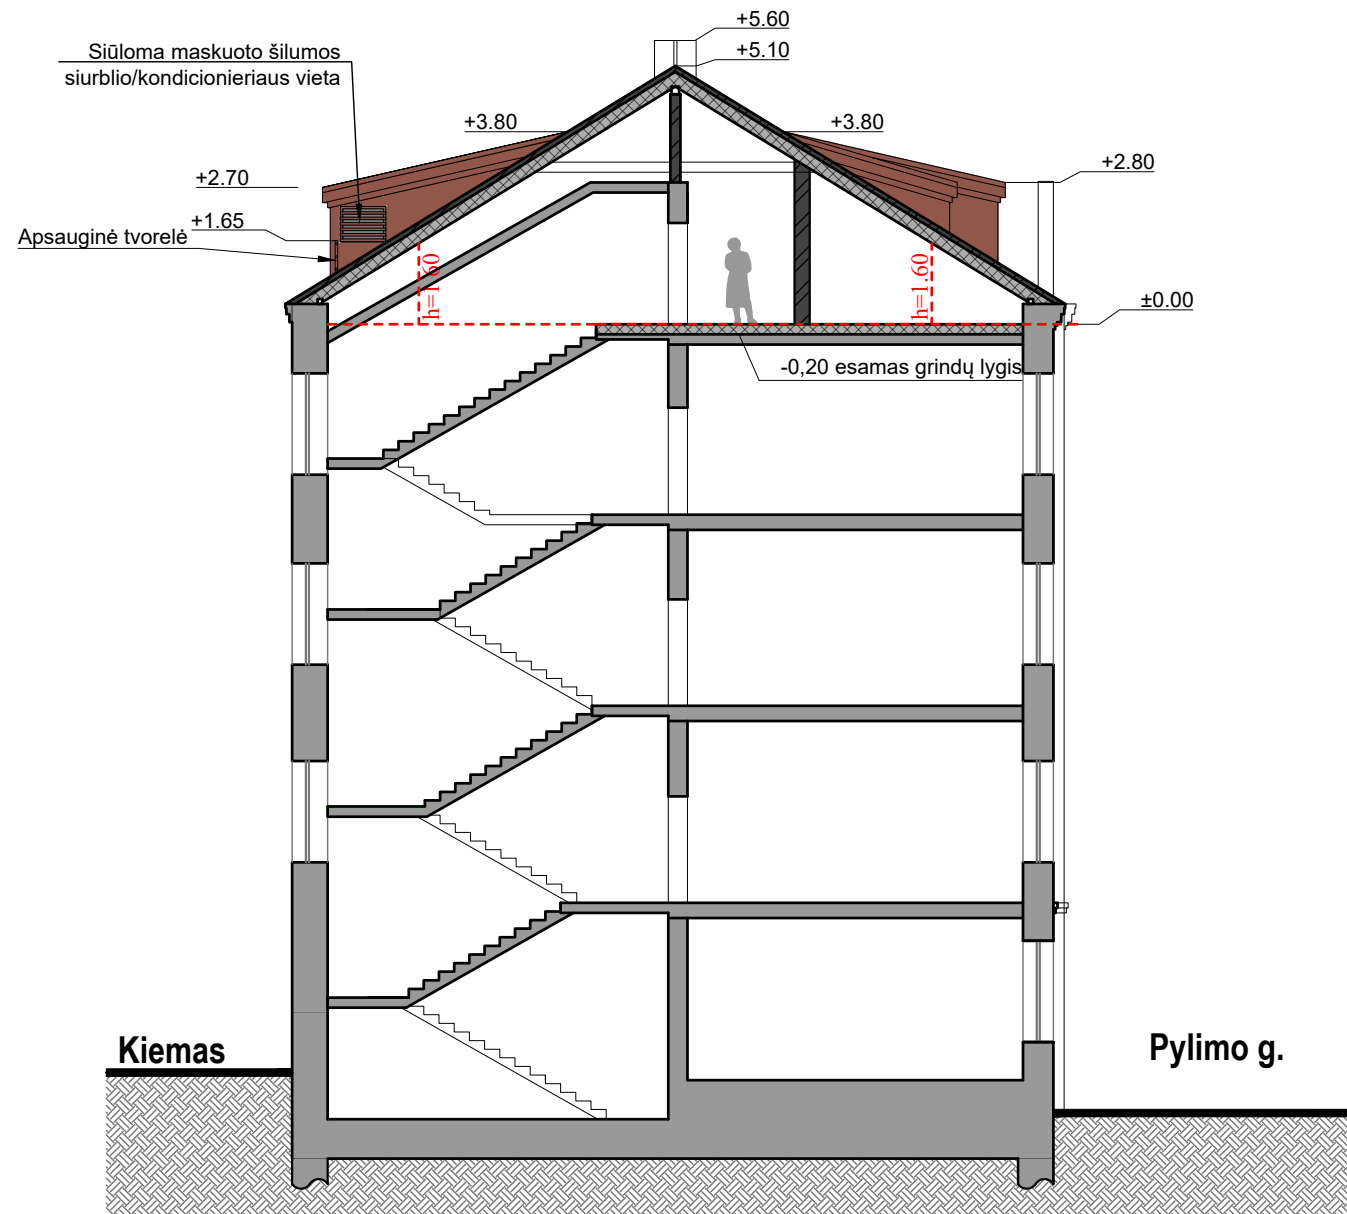 +5.60
+5.10
Siūloma maskuoto šilumos
siurblio/kondicionieriaus vieta
+3.80
+3.80
+2.80
+2.70
+1.65
Apsauginė tvorelė
h=1.60
h=1.60
±0.00
-0,20 esamas grindų lygis
Kiemas
Pylimo g.